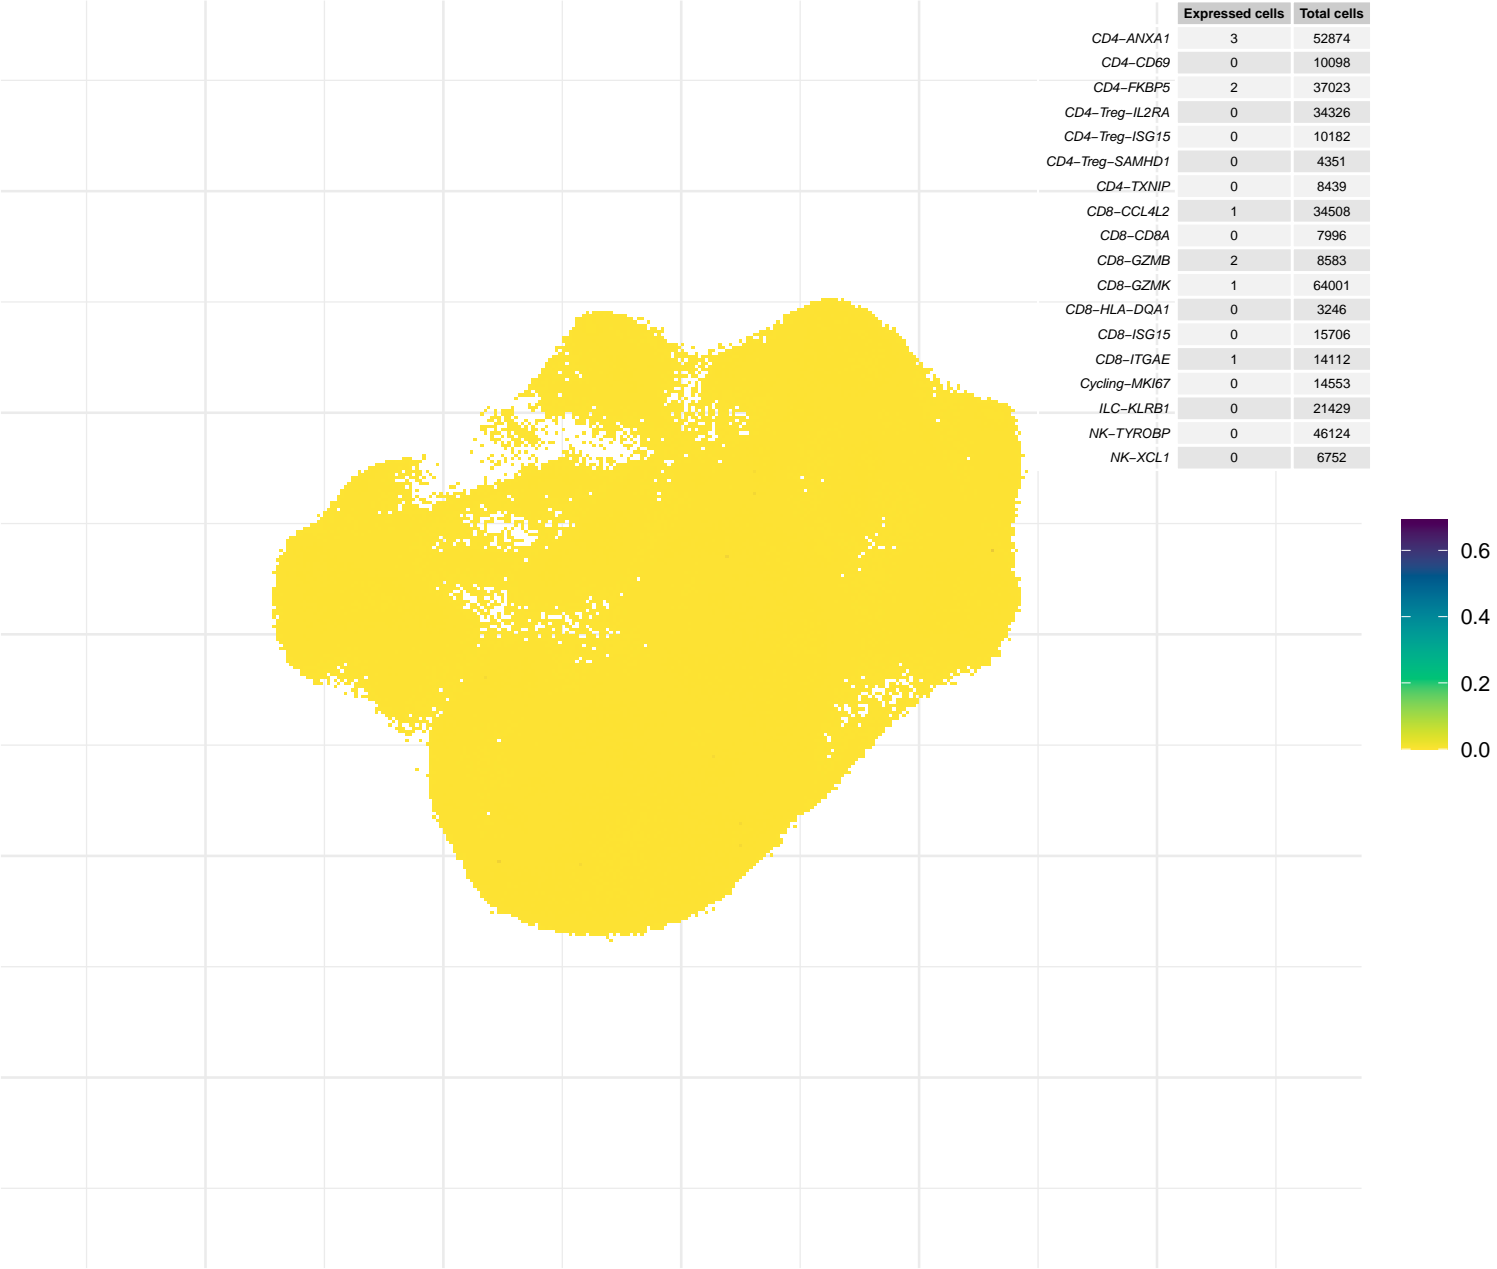 Expressed cells Total cells
CD4−ANXA1 3 52874
CD4−CD69 0 10098
CD4−FKBP5 2 37023
CD4−Treg−IL2RA 0 34326
CD4−Treg−ISG15 0 10182
CD4−Treg−SAMHD1 0 4351
CD4−TXNIP 0 8439
CD8−CCL4L2 1 34508
CD8−CD8A 0 7996
CD8−GZMB 2 8583
CD8−GZMK 1 64001
CD8−HLA−DQA1 0 3246
CD8−ISG15 0 15706
CD8−ITGAE 1 14112
Cycling−MKI67 0 14553
ILC−KLRB1 0 21429
NK−TYROBP 0 46124
NK−XCL1 0 6752
0.6
0.4
0.2
0.0